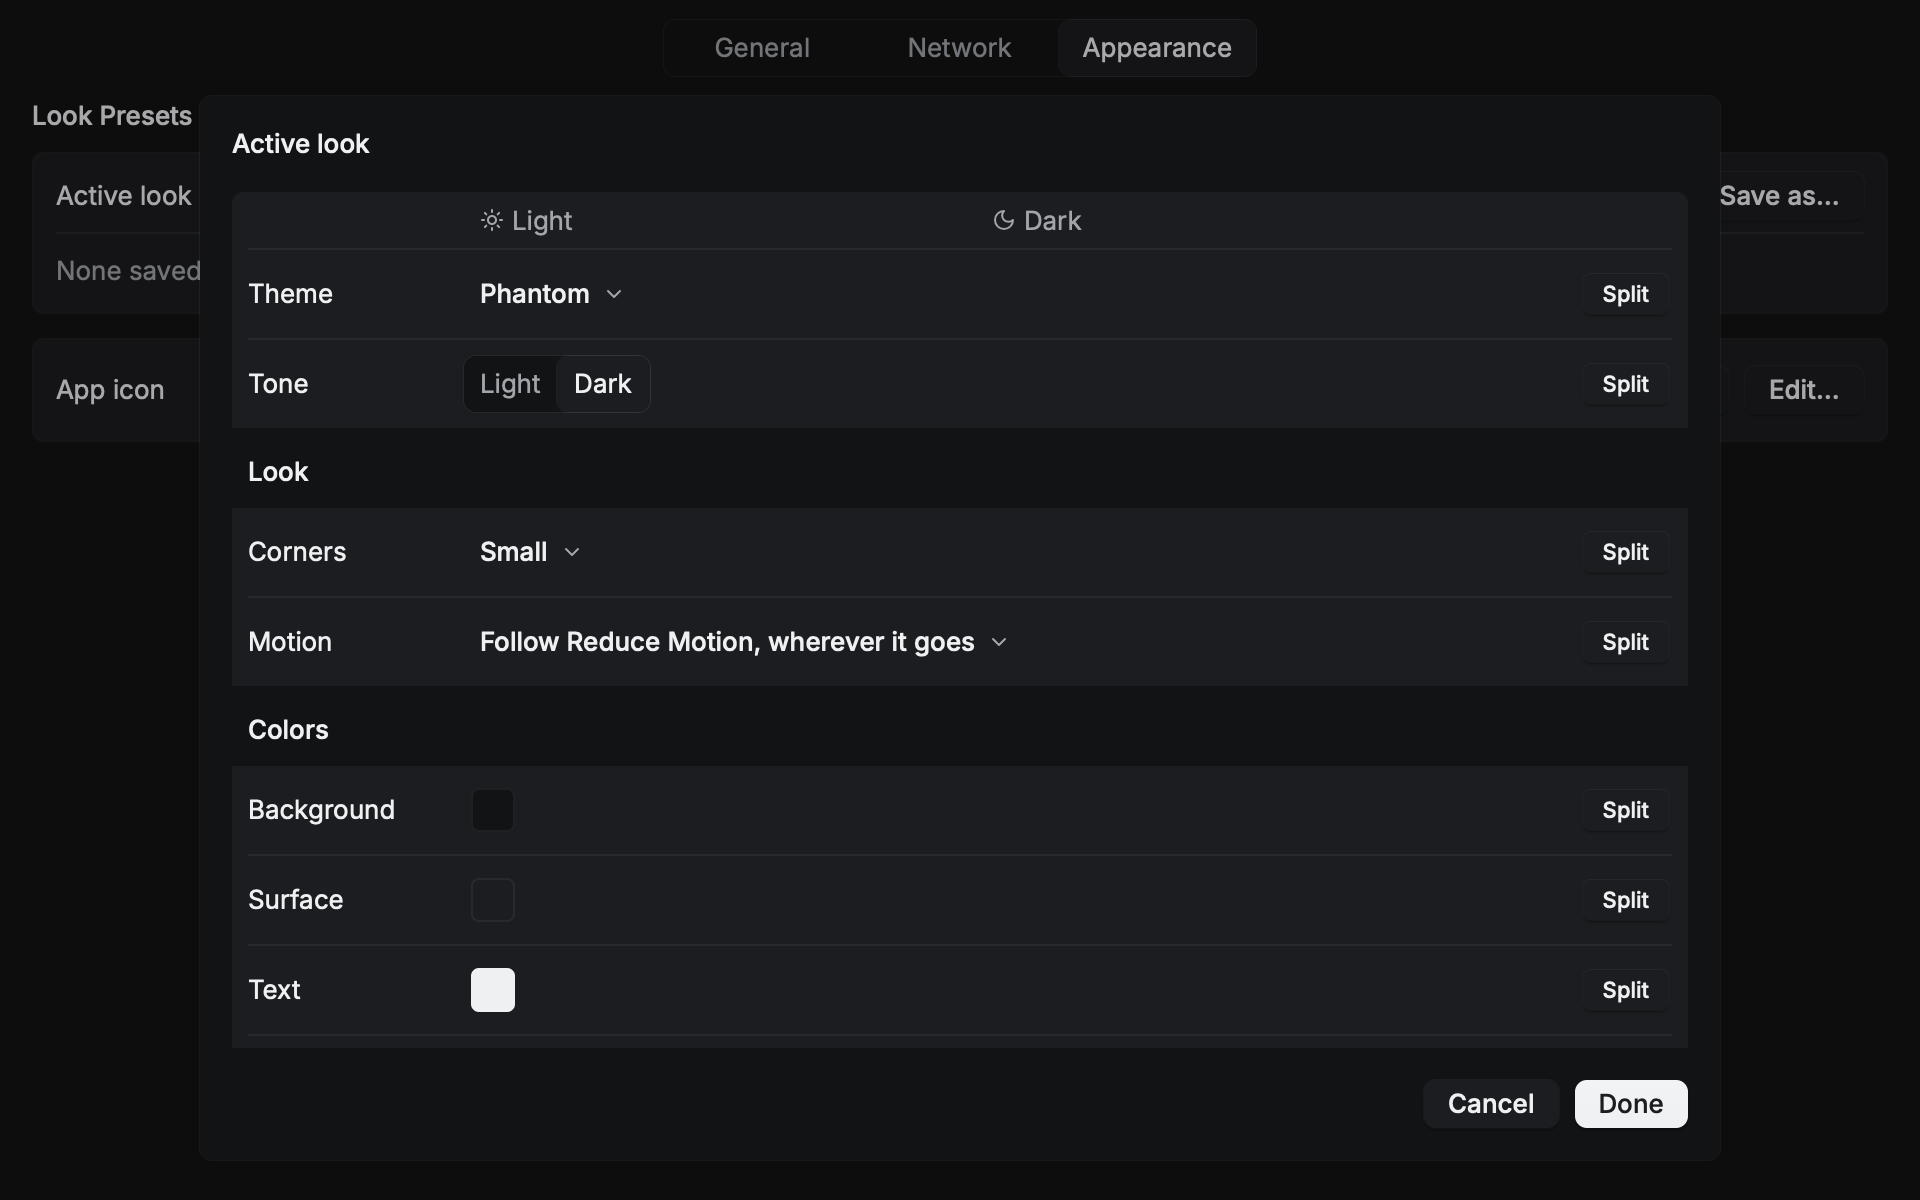 General Network Appearance
Look Presets
Active look
Save as...
None saved
App icon
Edit...
Active look
Light Dark
Theme Phantom Split
Tone Light Dark Split
Look
Corners Small Split
Motion Follow Reduce Motion, wherever it goes Split
Colors
Background Split
Surface Split
Text Split
Cancel Done